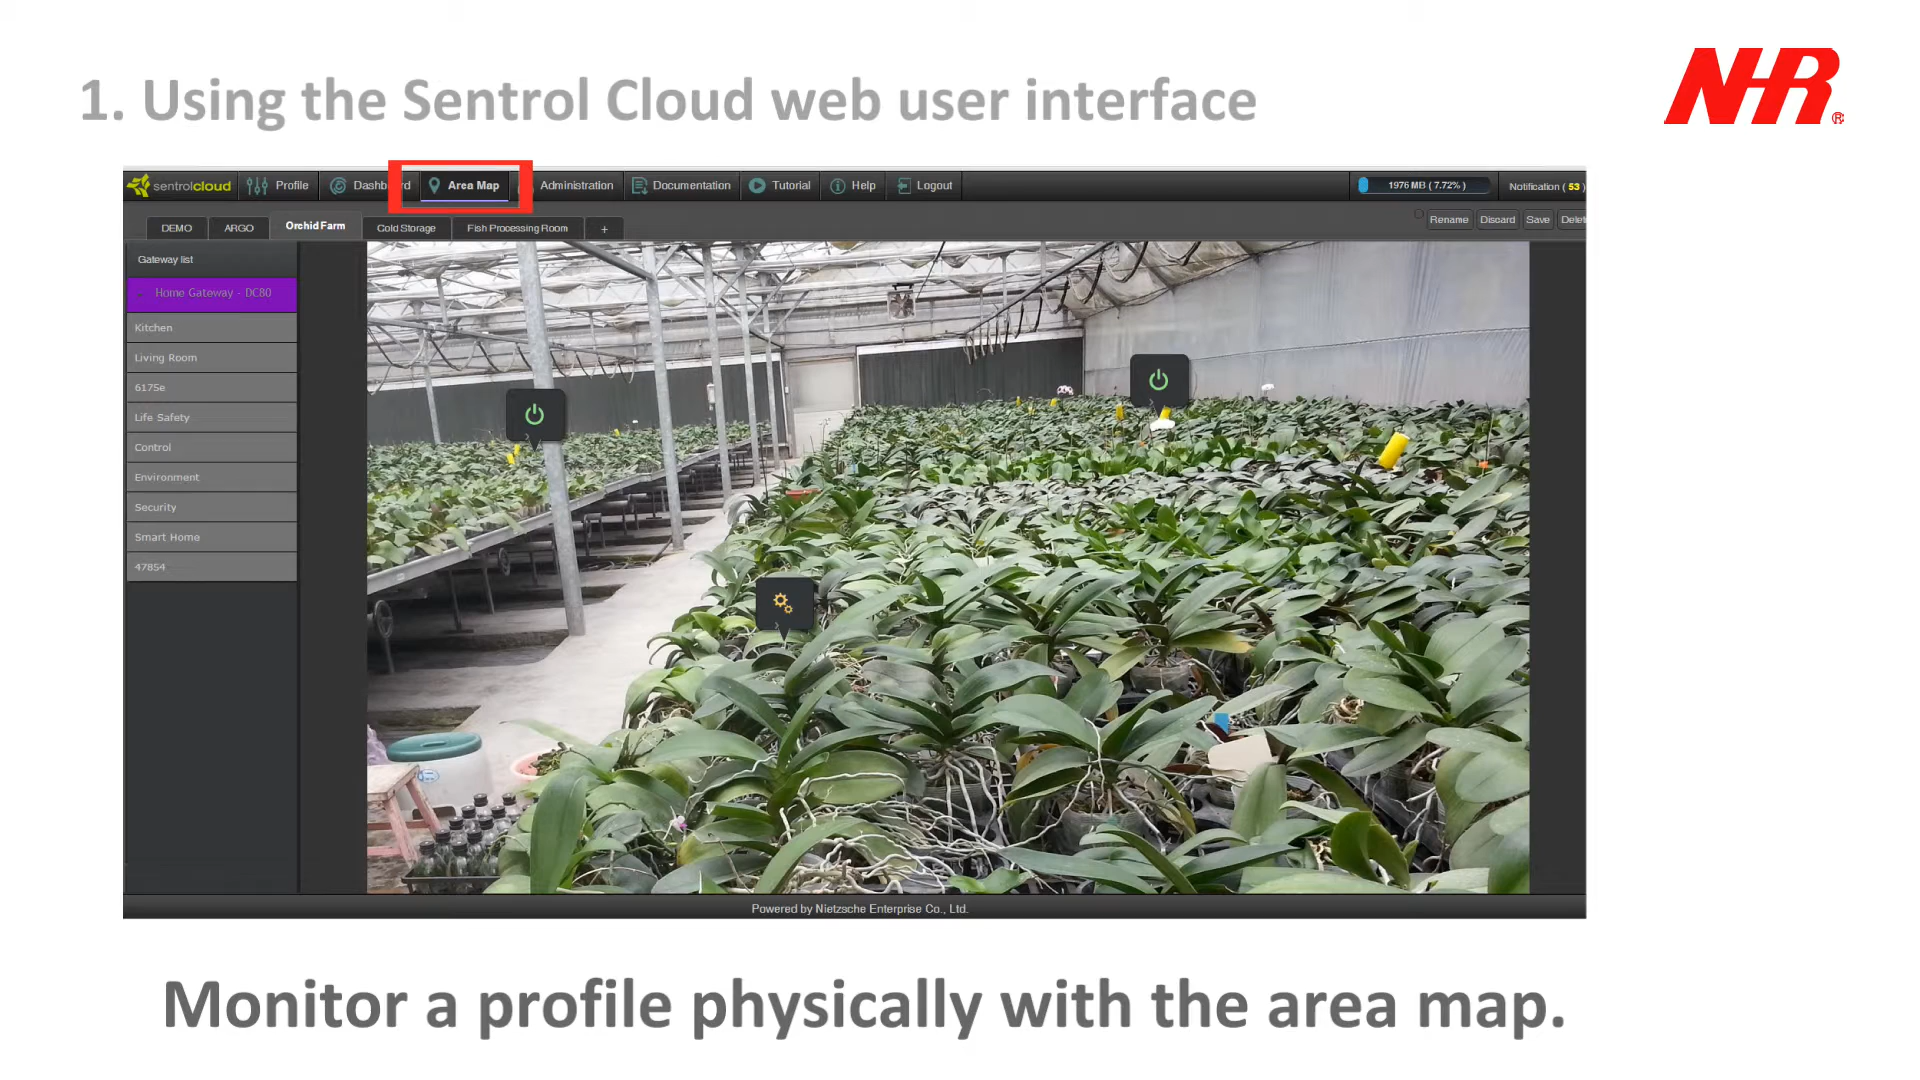 1. Using the Sentrol Cloud web user interface
NHR®
sentrolcloud Profile Dashboard Area Map Administration Documentation Tutorial Help Logout 1976 MB ( 7.72% ) Notification ( 53 )
DEMO ARGO Orchid Farm Cold Storage Fish Processing Room + Rename Discard Save
Gateway list
Home Gateway - DC80
Kitchen
Living Room
6175e
Life Safety
Control
Environment
Security
Smart Home
47854
Powered by Nietzsche Enterprise Co., Ltd.
Monitor a profile physically with the area map.